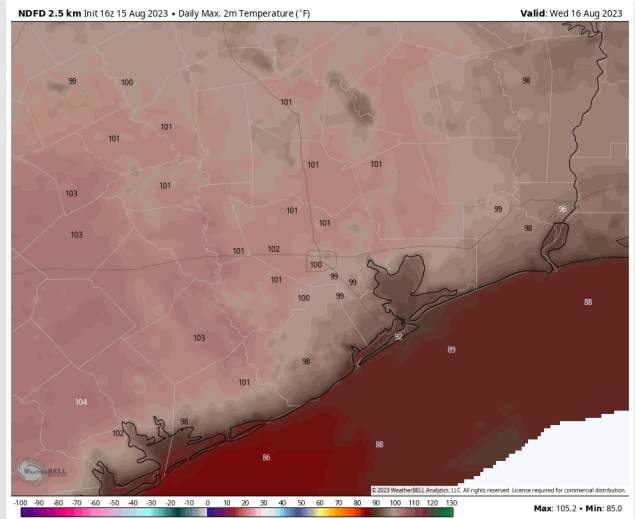 NDFD 2.5 km Init 16z 15 Aug 2023 • Daily Max. 2m Temperature (°F) Valid: Wed 16 Aug 2023
99 100 98
101
101 101
101 101
103 101
101 99 96
103 101 98
101 102
100
101 99 99
100 99 88
103 92
89
98
101
104
98
102 88
86
WeatherBELL
© 2023 WeatherBELL Analytics, LLC. All rights reserved. License required for commercial distribution.
-100 -90 -80 -70 -60 -50 -40 -30 -20 -10 0 10 20 30 40 50 60 70 80 90 100 110 120 130 Max: 105.2 • Min: 85.0